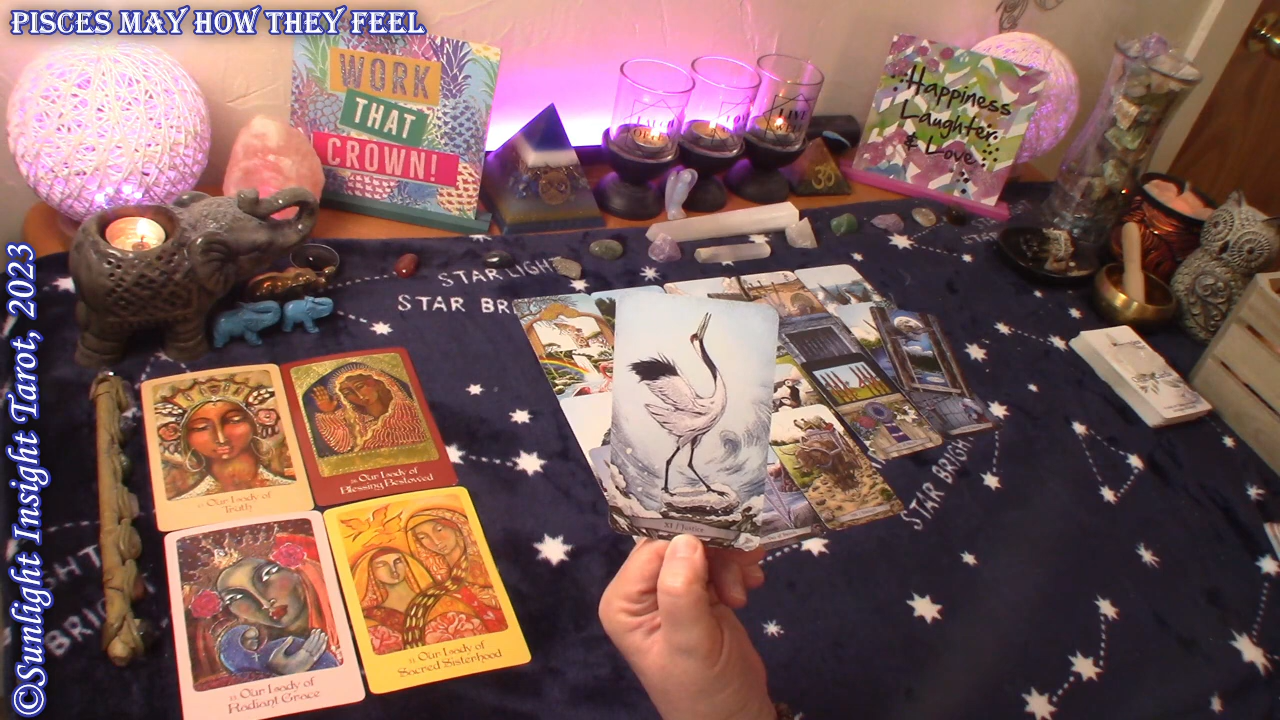 PISCES MAY HOW THEY FEEL
©Sunlight Insight Tarot, 2023
WORK
THAT
CROWN!
Happiness
Laughter
& Love
STAR LIGHT
STAR BRI
STAR BRIGH
XI / Justice
Our Lady of
Truth
Our Lady of
Blessing Bestowed
Our Lady of
Radiant Grace
Our Lady of
Sacred Sisterhood